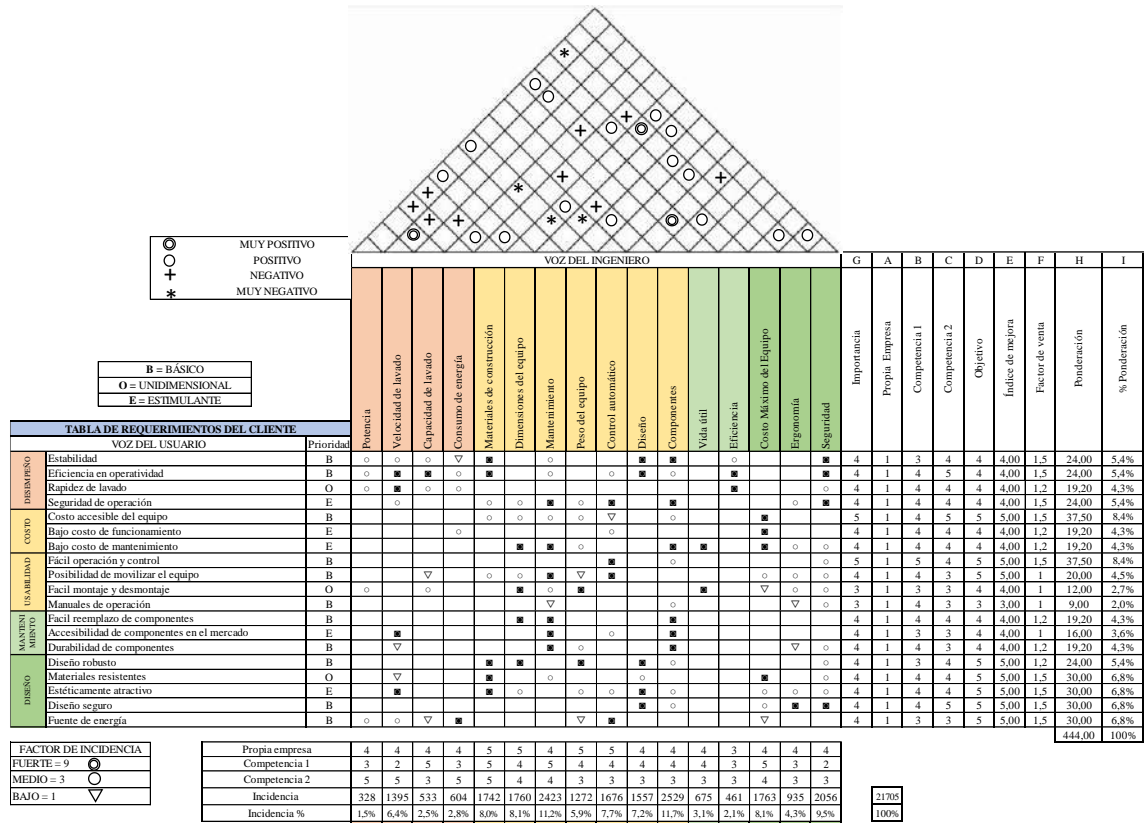 MUY POSITIVO
POSITIVO
NEGATIVO
MUY NEGATIVO
B = BÁSICO
O = UNIDIMENSIONAL
E = ESTIMULANTE
VOZ DEL INGENIERO G A B C D E F H I
Potencia
Velocidad de lavado
Capacidad de lavado
Consumo de energía
Materiales de construcción
Dimensiones del equipo
Mantenimiento
Peso del equipo
Control automático
Diseño
Componentes
Vida útil
Eficiencia
Costo Máximo del Equipo
Ergonomía
Seguridad
Importancia
Propia Empresa
Competencia 1
Competencia 2
Objetivo
Índice de mejora
Factor de venta
Ponderación
% Ponderación
TABLA DE REQUERIMIENTOS DEL CLIENTE
VOZ DEL USUARIO Prioridad
DESEMPEÑO
Estabilidad B 4 1 3 4 4 4,00 1,5 24,00 5,4%
Eficiencia en operatividad B 4 1 4 5 4 4,00 1,5 24,00 5,4%
Rapidez de lavado O 4 1 4 4 4 4,00 1,2 19,20 4,3%
Seguridad de operación E 4 1 4 4 4 4,00 1,5 24,00 5,4%
COSTO
Costo accesible del equipo B 5 1 4 5 5 5,00 1,5 37,50 8,4%
Bajo costo de funcionamiento E 4 1 4 4 4 4,00 1,2 19,20 4,3%
Bajo costo de mantenimiento E 4 1 4 4 4 4,00 1,2 19,20 4,3%
USABILIDAD
Fácil operación y control B 5 1 5 4 5 5,00 1,5 37,50 8,4%
Posibilidad de movilizar el equipo B 4 1 4 3 5 5,00 1 20,00 4,5%
Facil montaje y desmontaje O 3 1 3 3 4 4,00 1 12,00 2,7%
Manuales de operación B 3 1 4 3 3 3,00 1 9,00 2,0%
MANTENI
MIENTO
Facil reemplazo de componentes B 4 1 4 4 4 4,00 1,2 19,20 4,3%
Accesibilidad de componentes en el mercado E 4 1 3 3 4 4,00 1 16,00 3,6%
Durabilidad de componentes B 4 1 4 3 4 4,00 1,2 19,20 4,3%
DISEÑO
Diseño robusto B 4 1 3 4 5 5,00 1,2 24,00 5,4%
Materiales resistentes O 4 1 4 4 5 5,00 1,5 30,00 6,8%
Estéticamente atractivo E 4 1 4 3 5 5,00 1,5 30,00 6,8%
Diseño seguro B 4 1 4 5 5 5,00 1,5 30,00 6,8%
Fuente de energía B 4 1 3 3 5 5,00 1,5 30,00 6,8%
444,00 100%
FACTOR DE INCIDENCIA
FUERTE = 9
MEDIO = 3
BAJO = 1
Propia empresa 4 4 4 4 5 5 4 5 5 4 4 4 3 4 4 4
Competencia 1 3 2 5 3 5 4 5 4 4 4 4 4 3 5 3 2
Competencia 2 5 5 3 5 5 4 4 3 3 3 3 3 3 4 3 3
Incidencia 328 1395 533 604 1742 1760 2423 1272 1676 1557 2529 675 461 1763 935 2056 21705
Incidencia % 1,5% 6,4% 2,5% 2,8% 8,0% 8,1% 11,2% 5,9% 7,7% 7,2% 11,7% 3,1% 2,1% 8,1% 4,3% 9,5% 100%